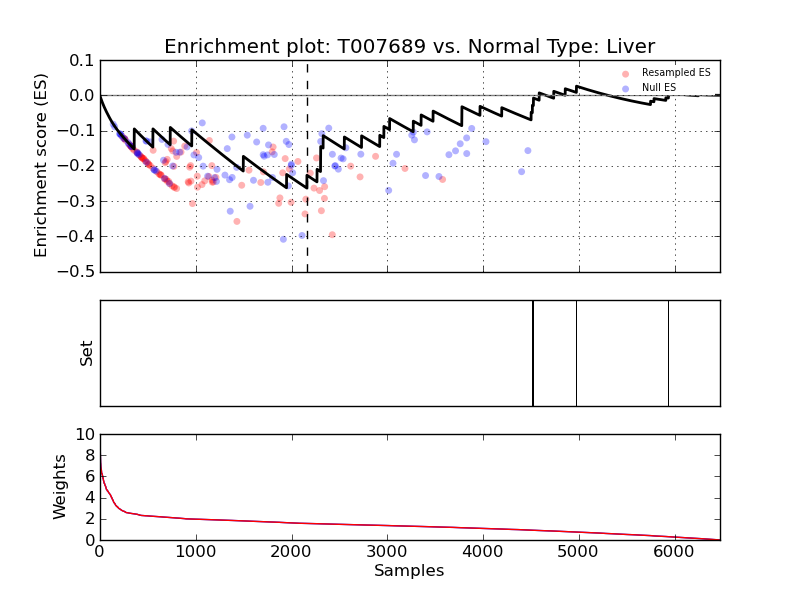 Enrichment plot: T007689 vs. Normal Type: Liver
Enrichment score (ES)
0.1
0.0
−0.1
−0.2
−0.3
−0.4
−0.5
Resampled ES
Null ES
Set
Weights
10
8
6
4
2
0
0 1000 2000 3000 4000 5000 6000
Samples